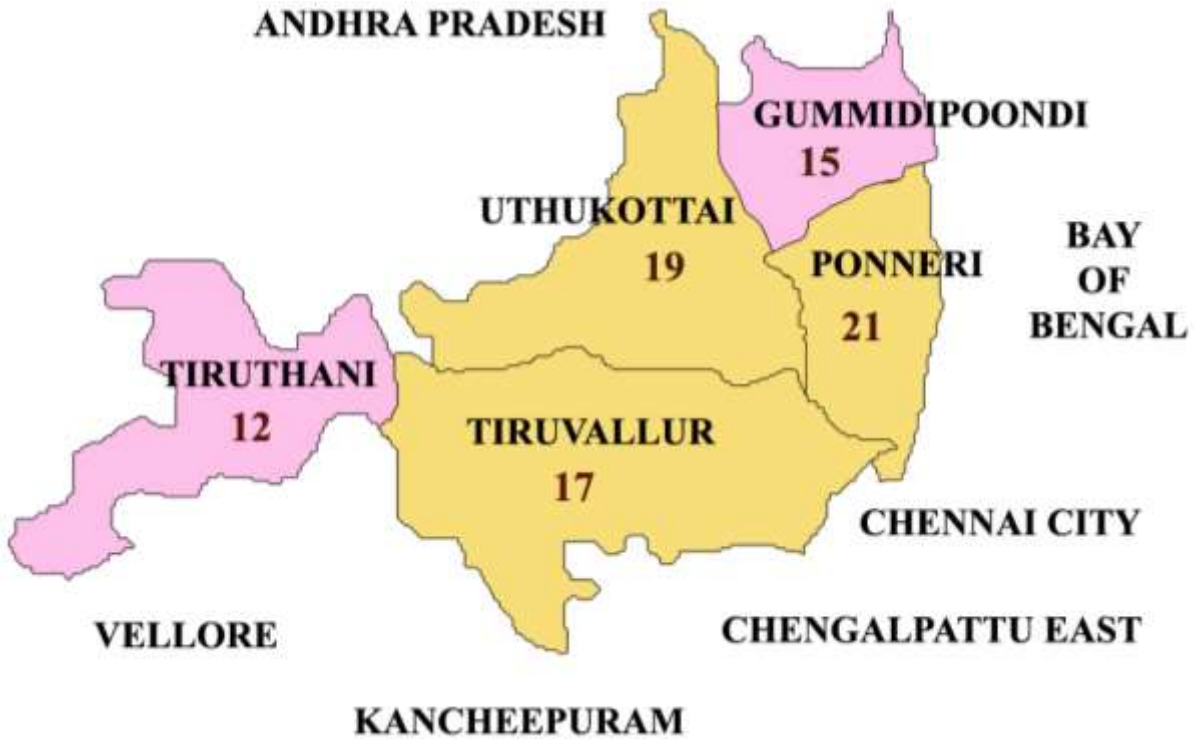 ANDHRA PRADESH
GUMMIDIPOONDI
15
UTHUKOTTAI
19
PONNERI
21
BAY
OF
BENGAL
TIRUTHANI
12
TIRUVALLUR
17
CHENNAI CITY
VELLORE
CHENGALPATTU EAST
KANCHEEPURAM